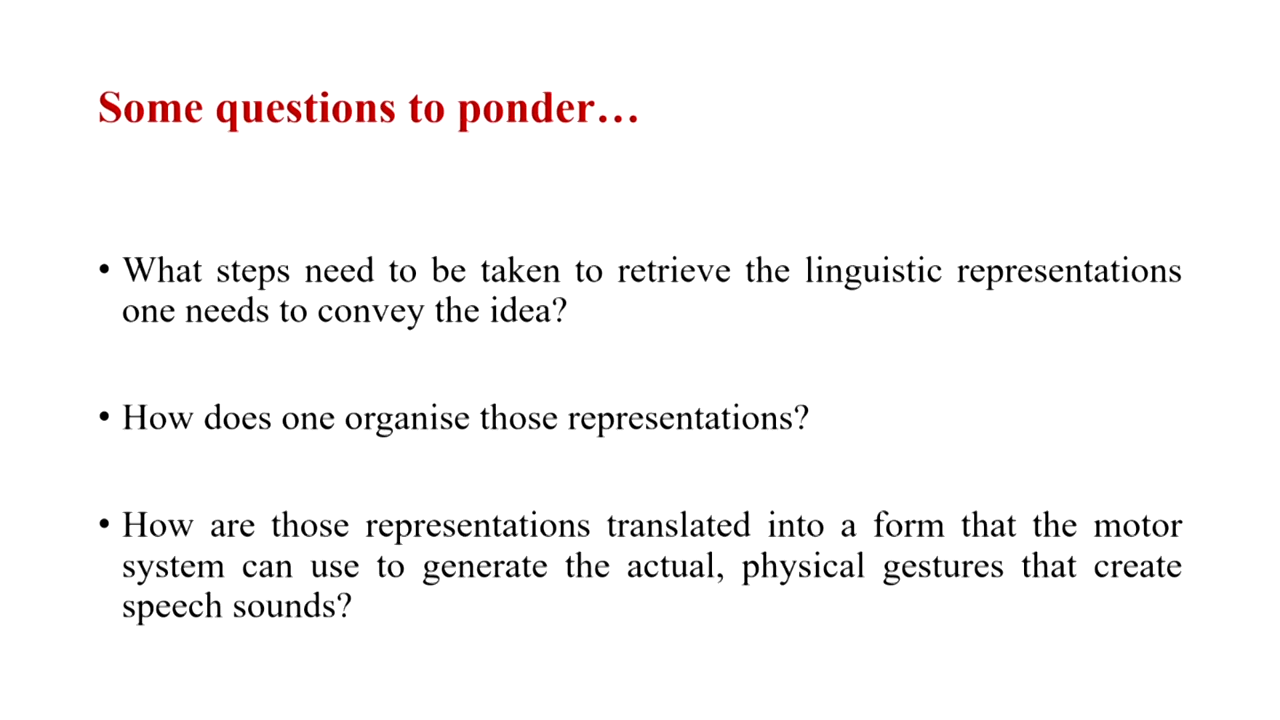 Some questions to ponder…
• What steps need to be taken to retrieve the linguistic representations
one needs to convey the idea?
• How does one organise those representations?
• How are those representations translated into a form that the motor
system can use to generate the actual, physical gestures that create
speech sounds?